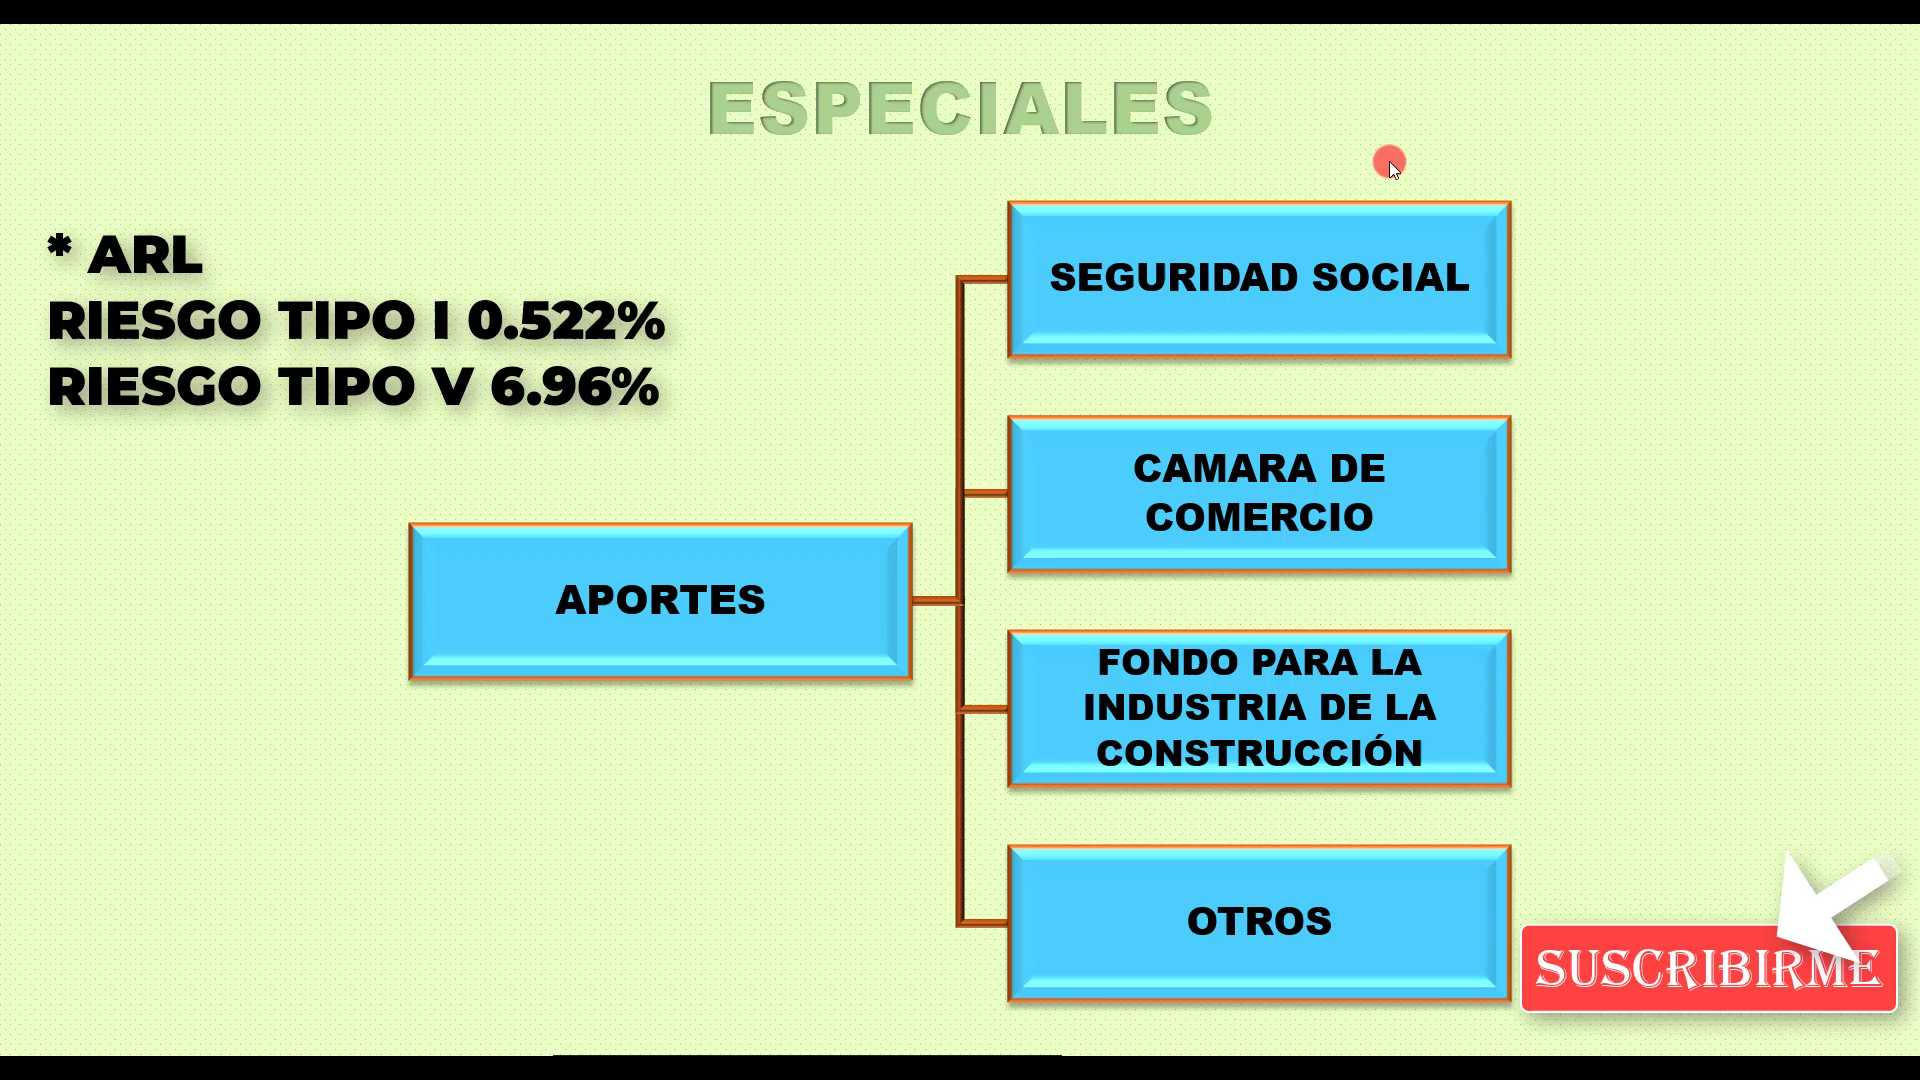 ESPECIALES
* ARL
RIESGO TIPO I 0.522%
RIESGO TIPO V 6.96%
APORTES
SEGURIDAD SOCIAL
CAMARA DE
COMERCIO
FONDO PARA LA
INDUSTRIA DE LA
CONSTRUCCIÓN
OTROS
SUSCRIBIRME